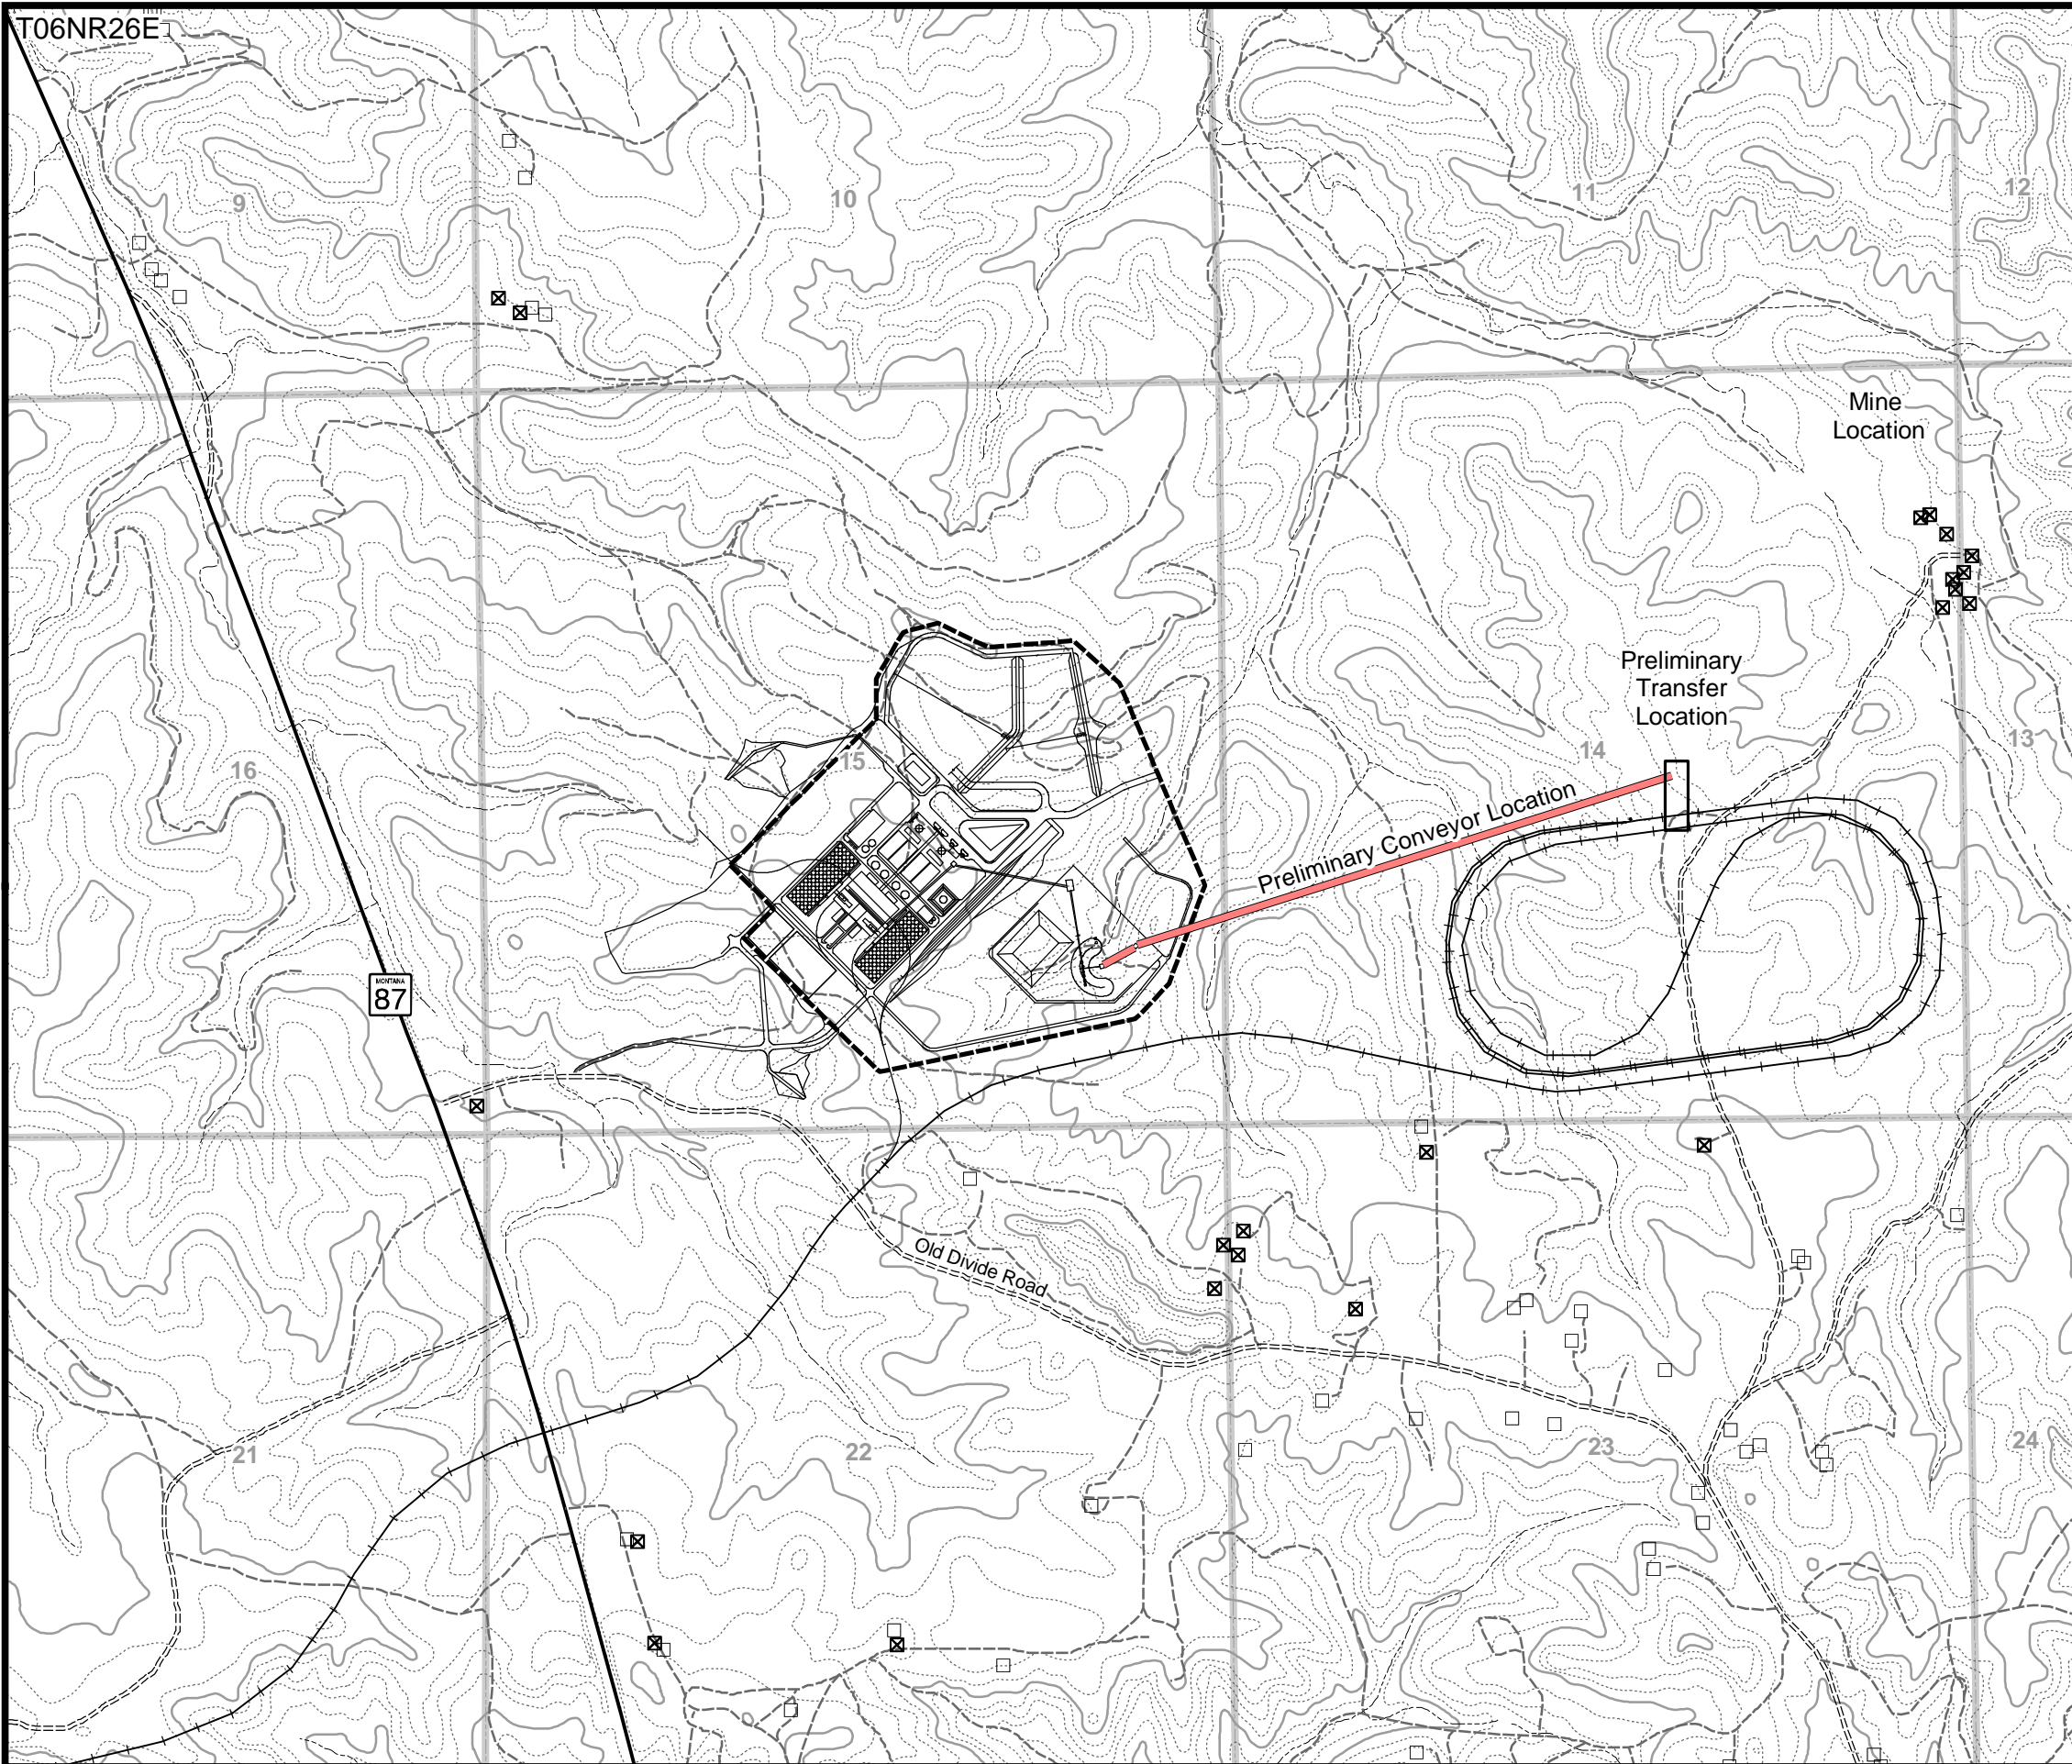 T06NR26E
9
10
11
12
Mine
Location
Preliminary
Transfer
Location
13
14
15
16
Preliminary Conveyor Location
MONTANA
87
Old Divide Road
21
22
23
24